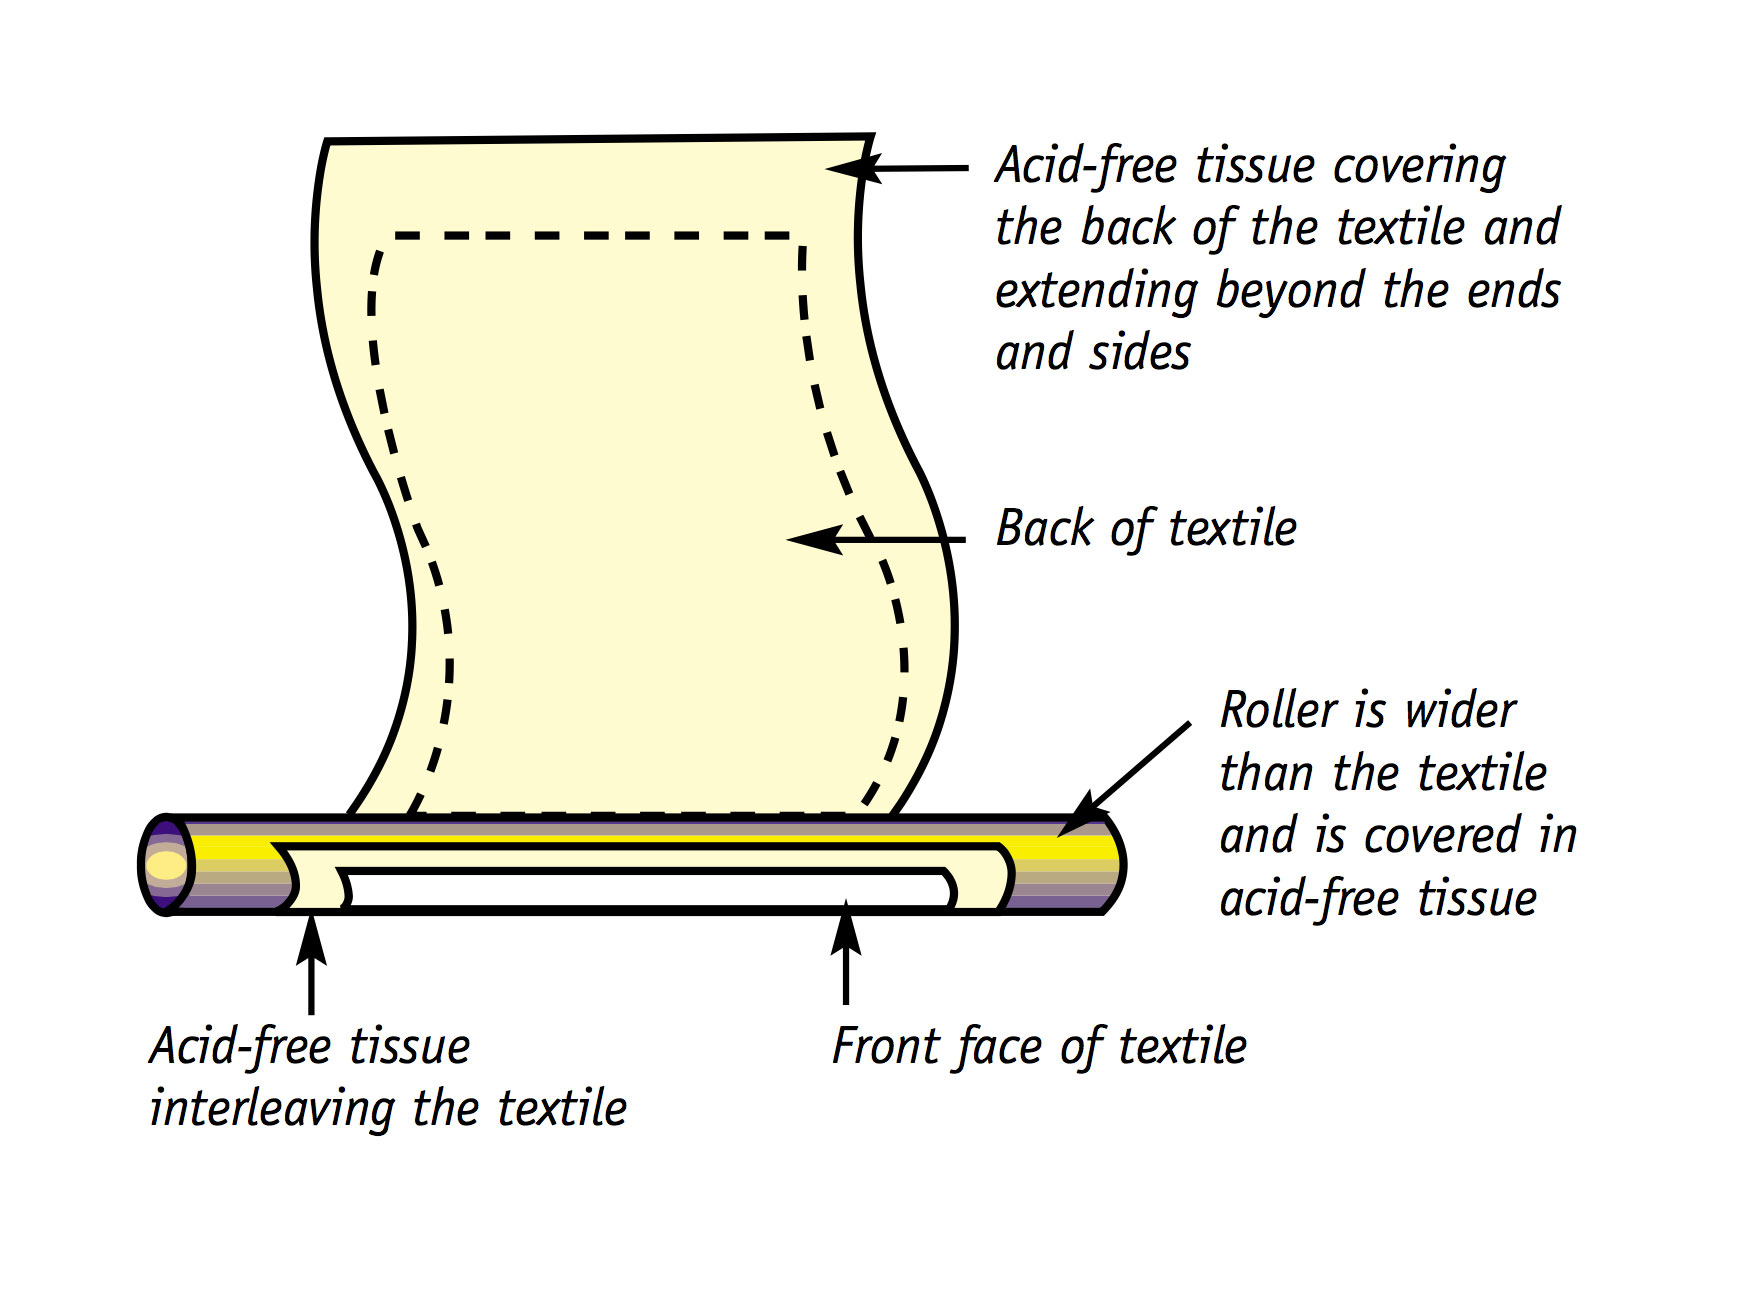 Acid-free tissue covering
the back of the textile and
extending beyond the ends
and sides
Back of textile
Roller is wider
than the textile
and is covered in
acid-free tissue
Acid-free tissue
interleaving the textile
Front face of textile